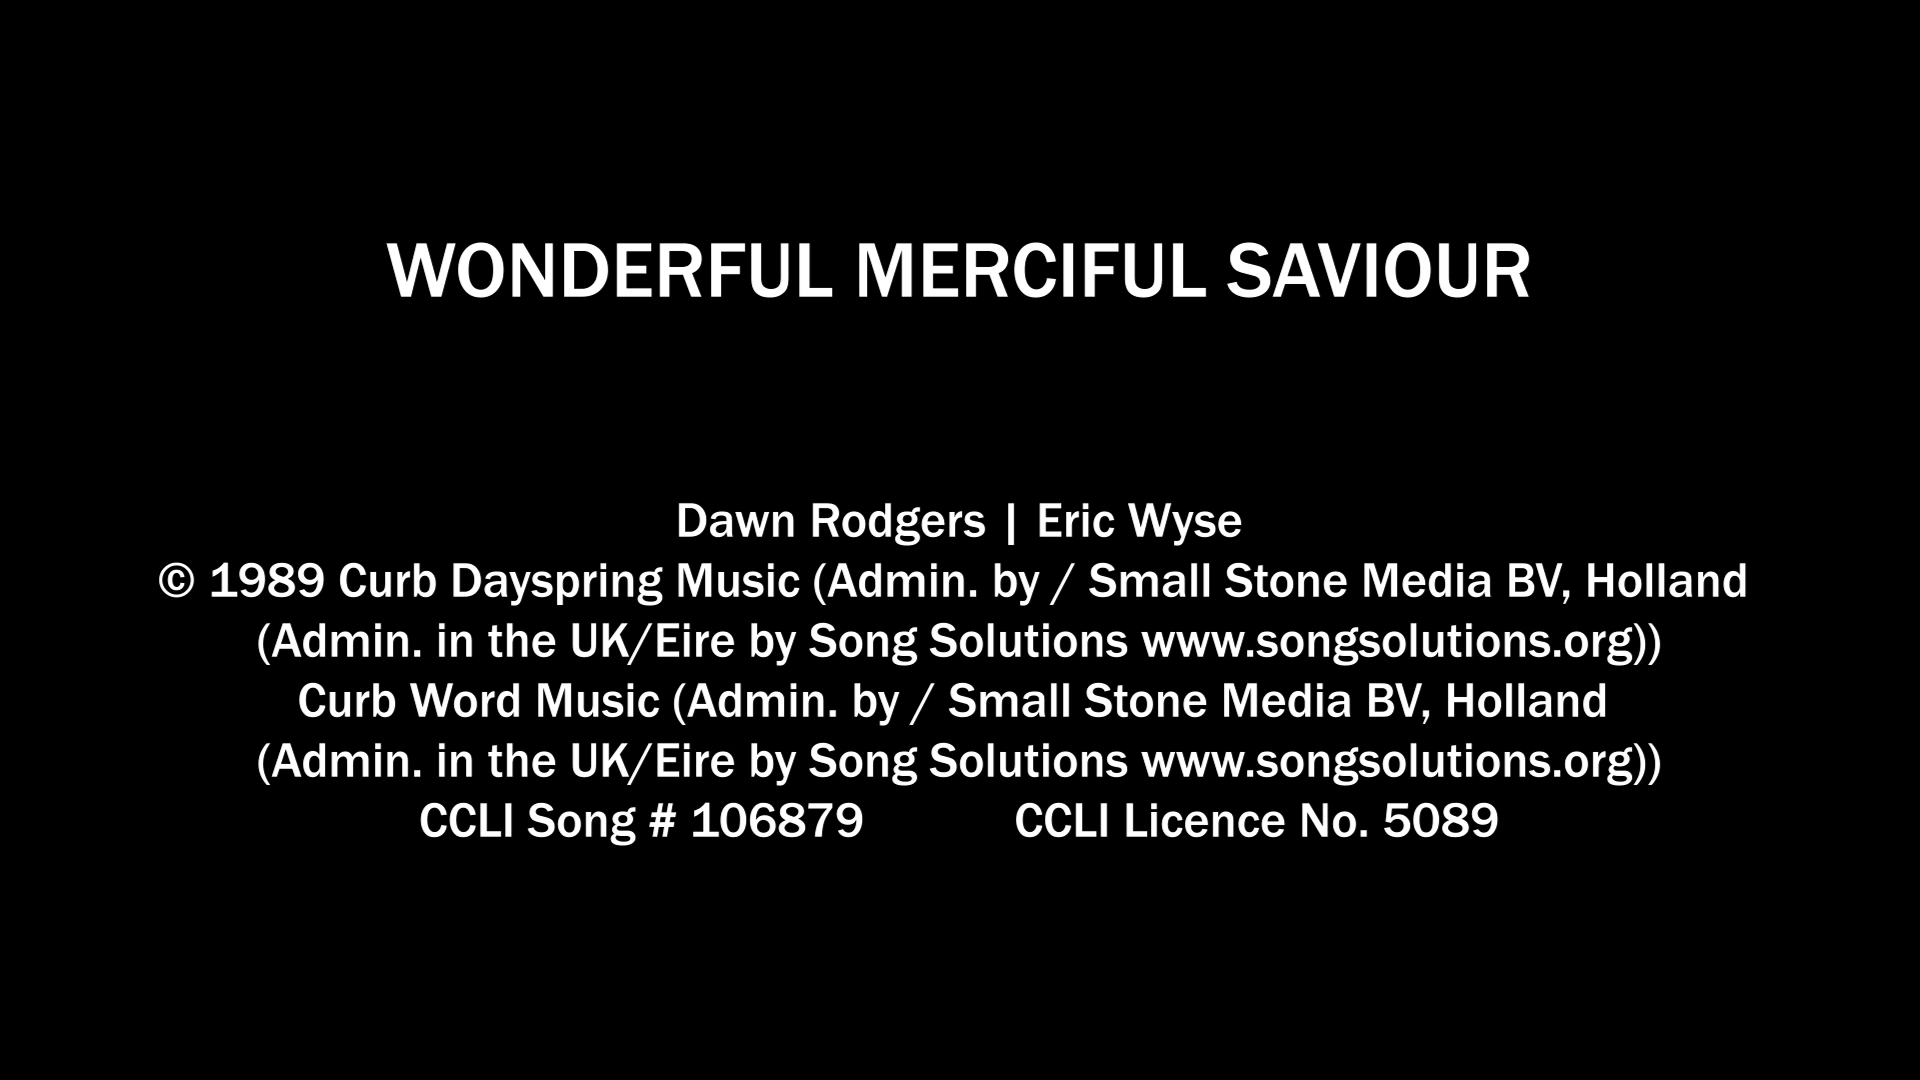 WONDERFUL MERCIFUL SAVIOUR
Dawn Rodgers | Eric Wyse
© 1989 Curb Dayspring Music (Admin. by / Small Stone Media BV, Holland
(Admin. in the UK/Eire by Song Solutions www.songsolutions.org))
Curb Word Music (Admin. by / Small Stone Media BV, Holland
(Admin. in the UK/Eire by Song Solutions www.songsolutions.org))
CCLI Song # 106879 CCLI Licence No. 5089